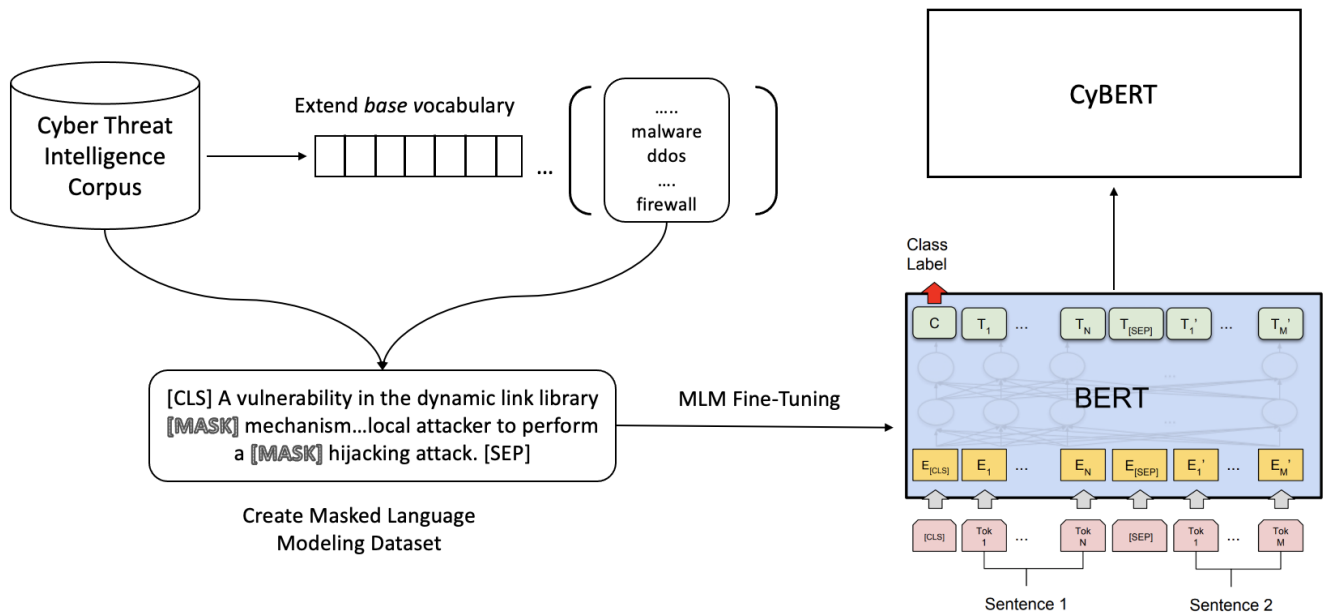 Cyber Threat
Intelligence
Corpus
Extend base vocabulary
...
.....
malware
ddos
....
firewall
[CLS] A vulnerability in the dynamic link library
[MASK] mechanism...local attacker to perform
a [MASK] hijacking attack. [SEP]
Create Masked Language
Modeling Dataset
MLM Fine-Tuning
CyBERT
Class
Label
C T1 ... TN T[SEP] T1' ... TM'
...
BERT
...
E[CLS] E1 ... EN E[SEP] E1' ... EM'
[CLS] Tok 1 ... Tok N [SEP] Tok 1 ... Tok M
Sentence 1 Sentence 2